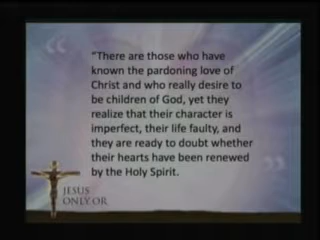 “There are those who have
known the pardoning love of
Christ and who really desire to
be children of God, yet they
realize that their character is
imperfect, their life faulty, and
they are ready to doubt whether
their hearts have been renewed
by the Holy Spirit.
JESUS
ONLY.OR